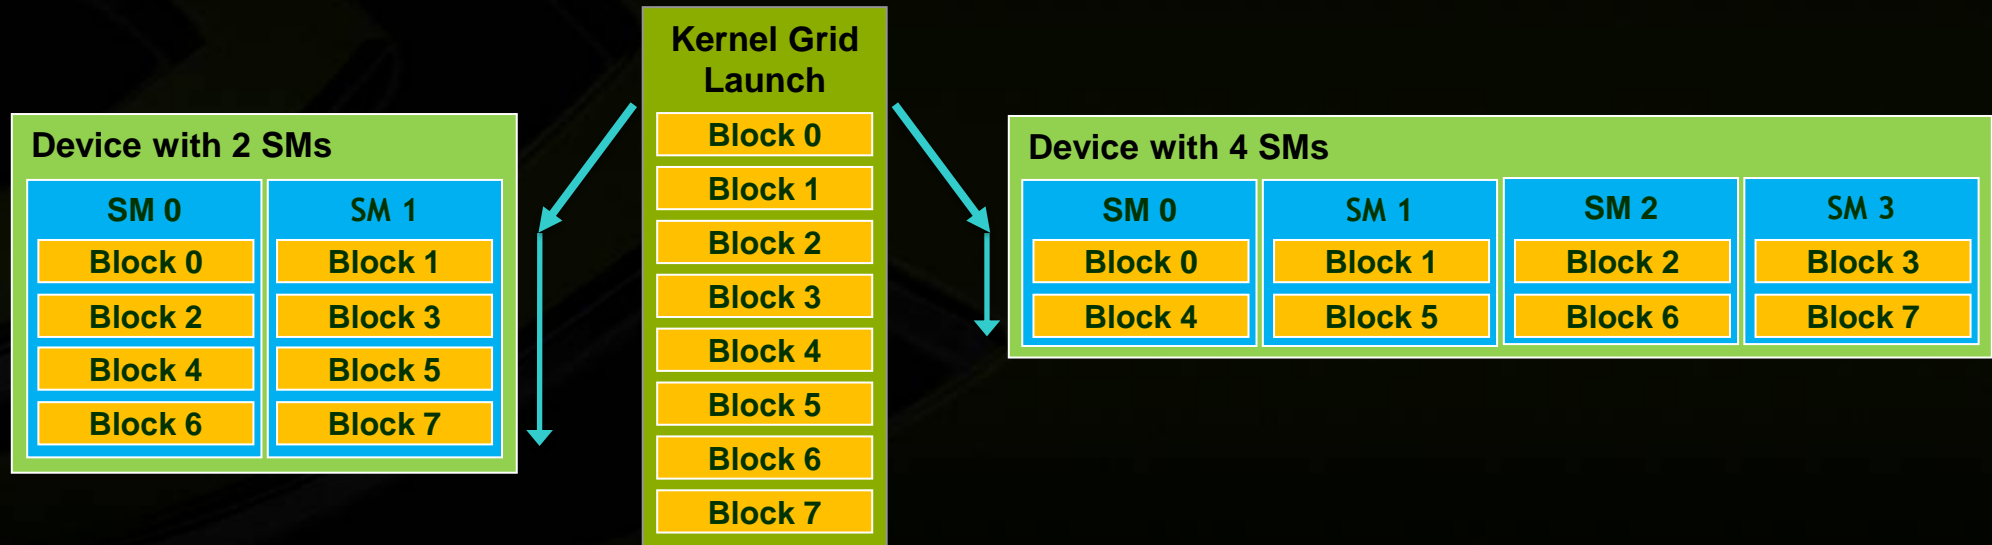 Device with 2 SMs
SM 0
SM 1
Block 0
Block 1
Block 2
Block 3
Block 4
Block 5
Block 6
Block 7
Kernel Grid
Launch
Block 0
Block 1
Block 2
Block 3
Block 4
Block 5
Block 6
Block 7
Device with 4 SMs
SM 0
SM 1
SM 2
SM 3
Block 0
Block 1
Block 2
Block 3
Block 4
Block 5
Block 6
Block 7